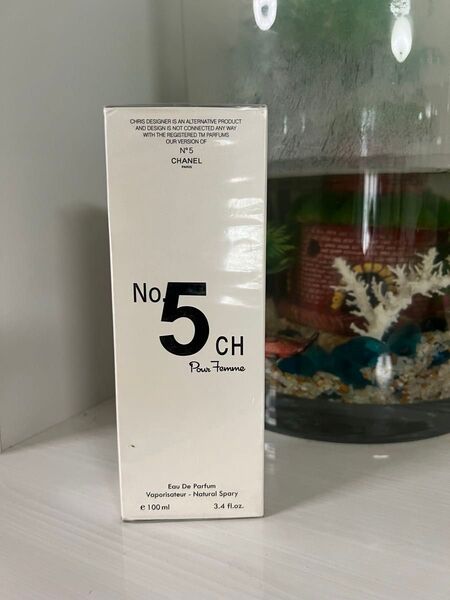 CHRIS DESIGNER IS AN ALTERNATIVE PRODUCT
AND DESIGN IS NOT CONNECTED ANY WAY
WITH THE REGISTERED TM PARFUMS
OUR VERSION OF
N°5
CHANEL
PARIS
No.5 CH
Pour Femme
Eau De Parfum
Vaporisateur - Natural Spary
e 100 ml 3.4 fl.oz.